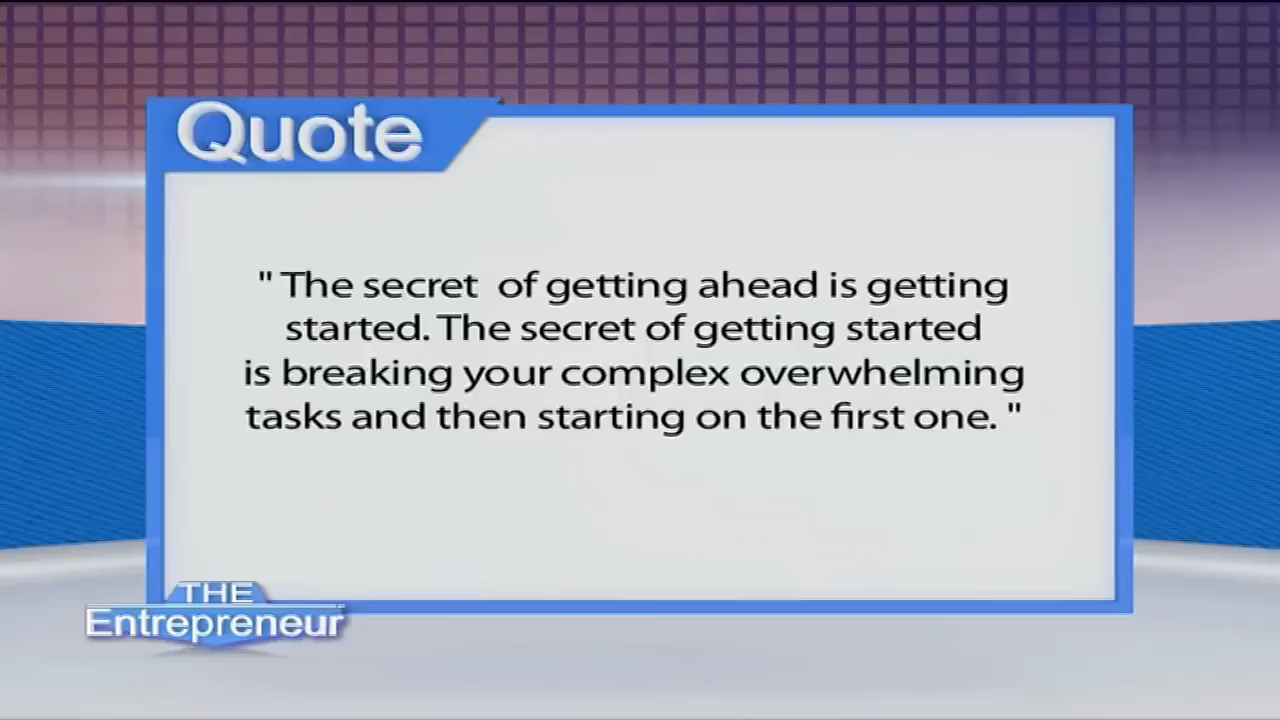 Quote
" The secret  of getting ahead is getting
started. The secret of getting started
is breaking your complex overwhelming
tasks and then starting on the first one. "
THE
Entrepreneur